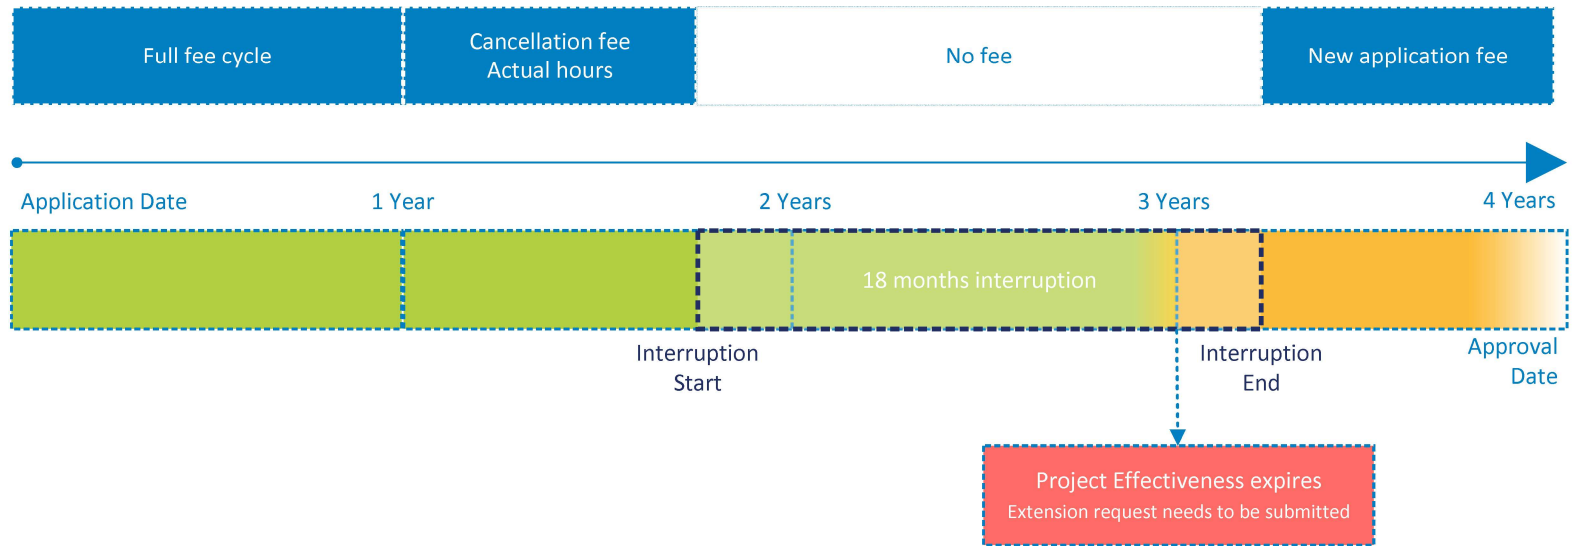 Full fee cycle
Cancellation fee
Actual hours
No fee
New application fee
Application Date
1 Year
2 Years
3 Years
4 Years
18 months interruption
Interruption
Start
Interruption
End
Approval
Date
Project Effectiveness expires
Extension request needs to be submitted